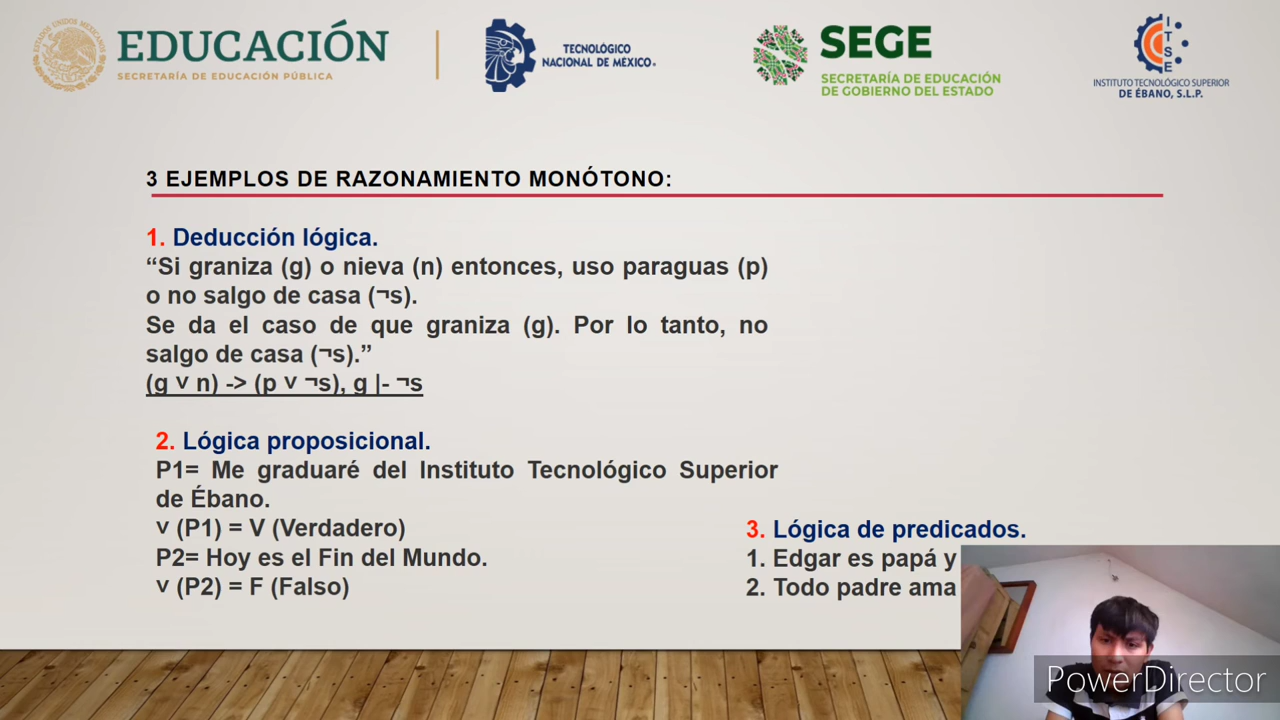 EDUCACIÓN
SECRETARÍA DE EDUCACIÓN PÚBLICA
ESTADOS UNIDOS MEXICANOS
TECNOLÓGICO
NACIONAL DE MÉXICO
SEGE
SECRETARÍA DE EDUCACIÓN
DE GOBIERNO DEL ESTADO
ITSE
INSTITUTO TECNOLÓGICO SUPERIOR
DE ÉBANO, S.L.P.
3 EJEMPLOS DE RAZONAMIENTO MONÓTONO:
1. Deducción lógica.
“Si graniza (g) o nieva (n) entonces, uso paraguas (p)
o no salgo de casa (¬s).
Se da el caso de que graniza (g). Por lo tanto, no
salgo de casa (¬s).”
(g ˅ n) -> (p ˅ ¬s), g |- ¬s
2. Lógica proposicional.
P1= Me graduaré del Instituto Tecnológico Superior
de Ébano.
˅ (P1) = V (Verdadero)
P2= Hoy es el Fin del Mundo.
˅ (P2) = F (Falso)
3. Lógica de predicados.
1. Edgar es papá y
2. Todo padre ama
PowerDirector